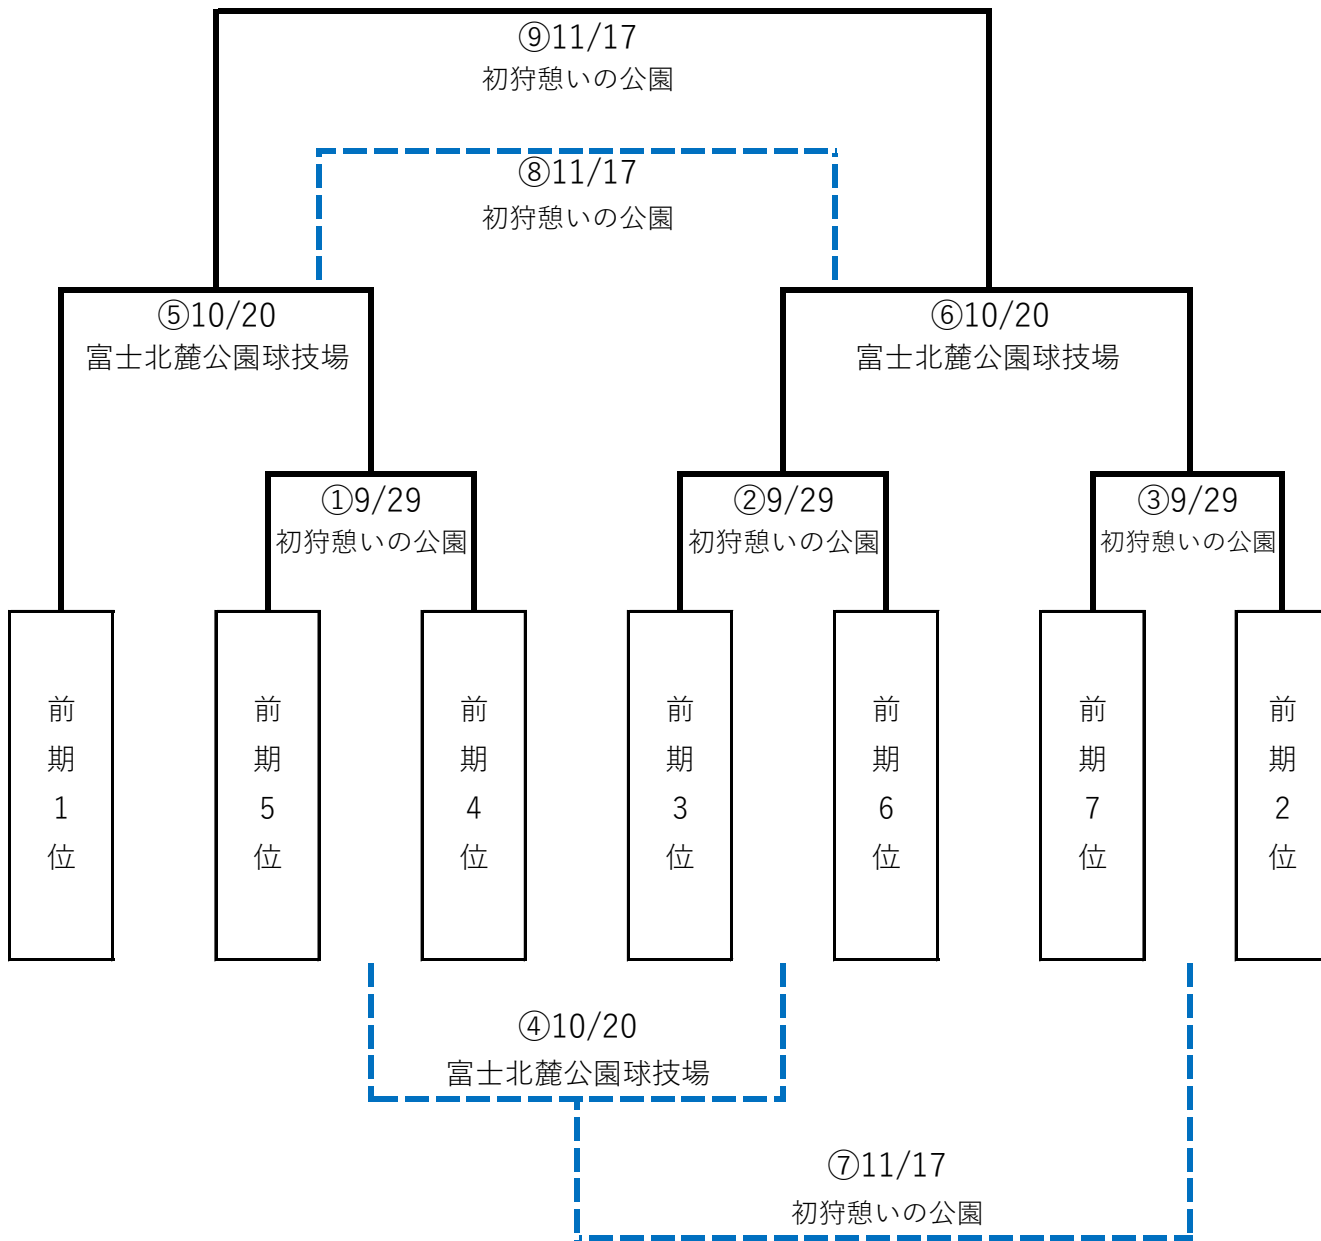 ⑨11/17
初狩憩いの公園
⑧11/17
初狩憩いの公園
⑤10/20
富士北麓公園球技場
⑥10/20
富士北麓公園球技場
①9/29
初狩憩いの公園
②9/29
初狩憩いの公園
③9/29
初狩憩いの公園
前期1位
前期5位
前期4位
前期3位
前期6位
前期7位
前期2位
④10/20
富士北麓公園球技場
⑦11/17
初狩憩いの公園